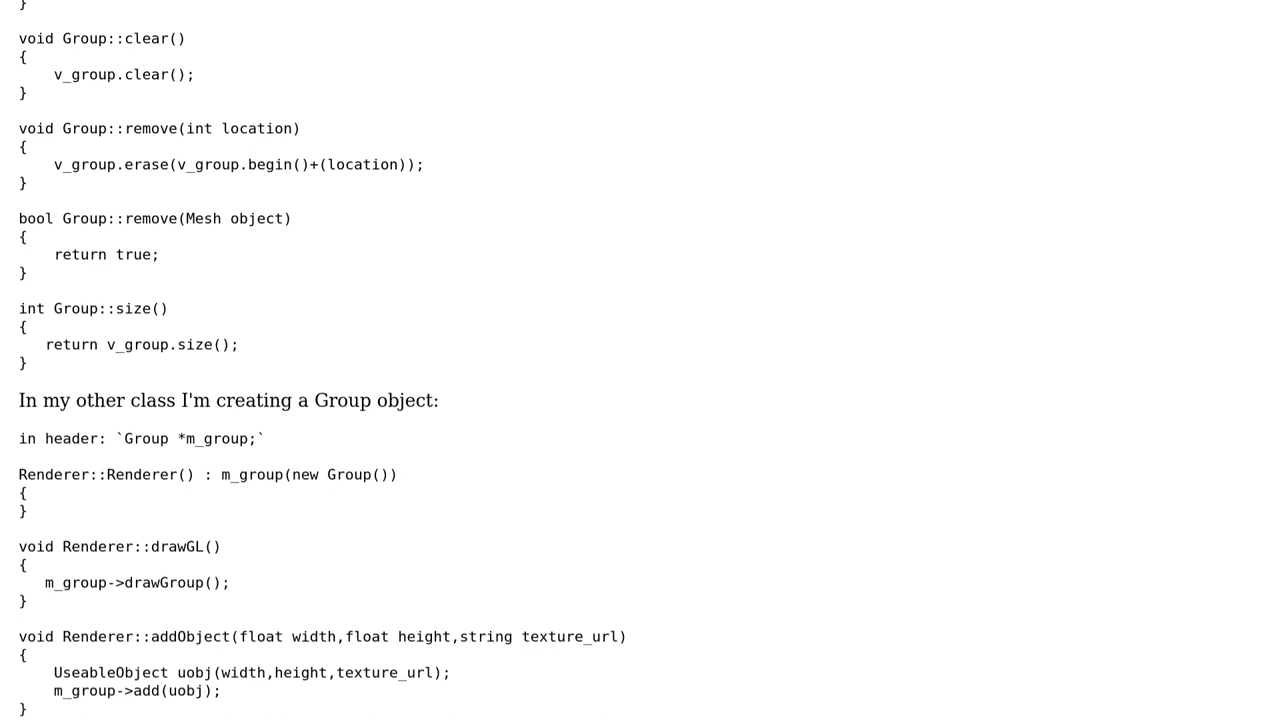 }
void Group::clear()
{
    v_group.clear();
}
void Group::remove(int location)
{
    v_group.erase(v_group.begin()+(location));
}
bool Group::remove(Mesh object)
{
    return true;
}
int Group::size()
{
   return v_group.size();
}
In my other class I'm creating a Group object:
in header: `Group *m_group;`
Renderer::Renderer() : m_group(new Group())
{
}
void Renderer::drawGL()
{
   m_group->drawGroup();
}
void Renderer::addObject(float width,float height,string texture_url)
{
    UseableObject uobj(width,height,texture_url);
    m_group->add(uobj);
}